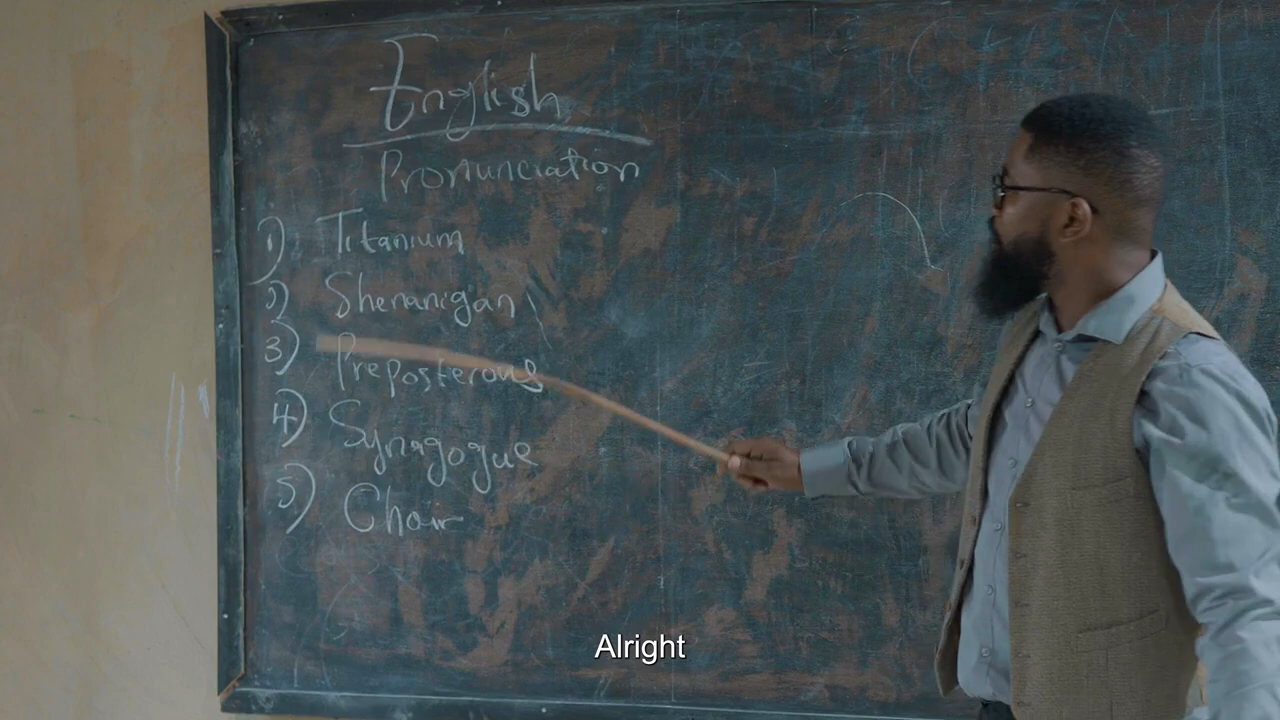 English
Pronunciation
1) Titanium
2) Shenanigan
3) Preposterous
4) Synagogue
5) Choir
Alright